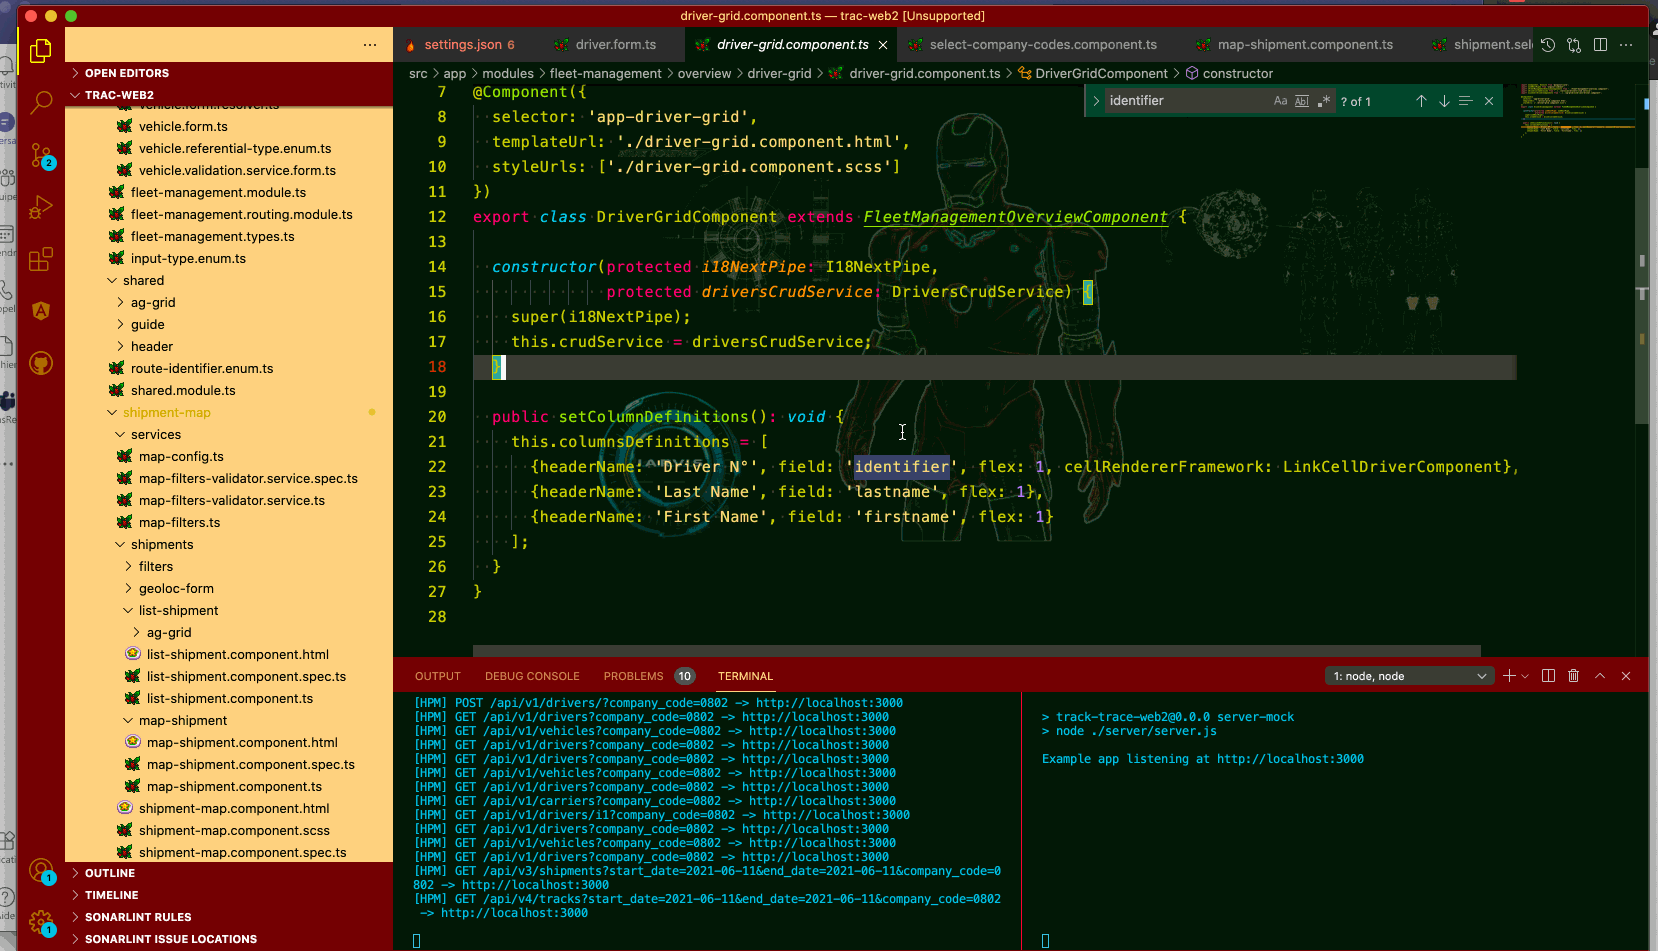 driver-grid.component.ts — trac-web2 [Unsupported]
settings.json 6
driver.form.ts
driver-grid.component.ts
select-company-codes.component.ts
map-shipment.component.ts
shipment.sel
src > app > modules > fleet-management > overview > driver-grid > driver-grid.component.ts > DriverGridComponent > constructor
identifier
Aa
Abl
.*
? of 1
OPEN EDITORS
TRAC-WEB2
vehicle.form.resolver.ts
vehicle.form.ts
vehicle.referential-type.enum.ts
vehicle.validation.service.form.ts
fleet-management.module.ts
fleet-management.routing.module.ts
fleet-management.types.ts
input-type.enum.ts
shared
ag-grid
guide
header
route-identifier.enum.ts
shared.module.ts
shipment-map
services
map-config.ts
map-filters-validator.service.spec.ts
map-filters-validator.service.ts
map-filters.ts
shipments
filters
geoloc-form
list-shipment
ag-grid
list-shipment.component.html
list-shipment.component.spec.ts
list-shipment.component.ts
map-shipment
map-shipment.component.html
map-shipment.component.spec.ts
map-shipment.component.ts
shipment-map.component.html
shipment-map.component.scss
shipment-map.component.spec.ts
OUTLINE
TIMELINE
SONARLINT RULES
SONARLINT ISSUE LOCATIONS
2
1
1
7 @Component({
8 selector: 'app-driver-grid',
9 templateUrl: './driver-grid.component.html',
10 styleUrls: ['./driver-grid.component.scss']
11 })
12 export class DriverGridComponent extends FleetManagementOverviewComponent {
13
14 constructor(protected i18NextPipe: I18NextPipe,
15 protected driversCrudService: DriversCrudService) {
16 super(i18NextPipe);
17 this.crudService = driversCrudService;
18 }
19
20 public setColumnDefinitions(): void {
21 this.columnsDefinitions = [
22 {headerName: 'Driver N°', field: 'identifier', flex: 1, cellRendererFramework: LinkCellDriverComponent},
23 {headerName: 'Last Name', field: 'lastname', flex: 1},
24 {headerName: 'First Name', field: 'firstname', flex: 1}
25 ];
26 }
27 }
28
JARVIS
OUTPUT
DEBUG CONSOLE
PROBLEMS 10
TERMINAL
1: node, node
[HPM] POST /api/v1/drivers/?company_code=0802 -> http://localhost:3000
[HPM] GET /api/v1/drivers?company_code=0802 -> http://localhost:3000
[HPM] GET /api/v1/vehicles?company_code=0802 -> http://localhost:3000
[HPM] GET /api/v1/drivers?company_code=0802 -> http://localhost:3000
[HPM] GET /api/v1/drivers?company_code=0802 -> http://localhost:3000
[HPM] GET /api/v1/vehicles?company_code=0802 -> http://localhost:3000
[HPM] GET /api/v1/drivers?company_code=0802 -> http://localhost:3000
[HPM] GET /api/v1/carriers?company_code=0802 -> http://localhost:3000
[HPM] GET /api/v1/drivers/i1?company_code=0802 -> http://localhost:3000
[HPM] GET /api/v1/drivers?company_code=0802 -> http://localhost:3000
[HPM] GET /api/v1/vehicles?company_code=0802 -> http://localhost:3000
[HPM] GET /api/v1/drivers?company_code=0802 -> http://localhost:3000
[HPM] GET /api/v3/shipments?start_date=2021-06-11&end_date=2021-06-11&company_code=0
802 -> http://localhost:3000
[HPM] GET /api/v4/tracks?start_date=2021-06-11&end_date=2021-06-11&company_code=0802
-> http://localhost:3000
> track-trace-web2@0.0.0 server-mock
> node ./server/server.js
Example app listening at http://localhost:3000